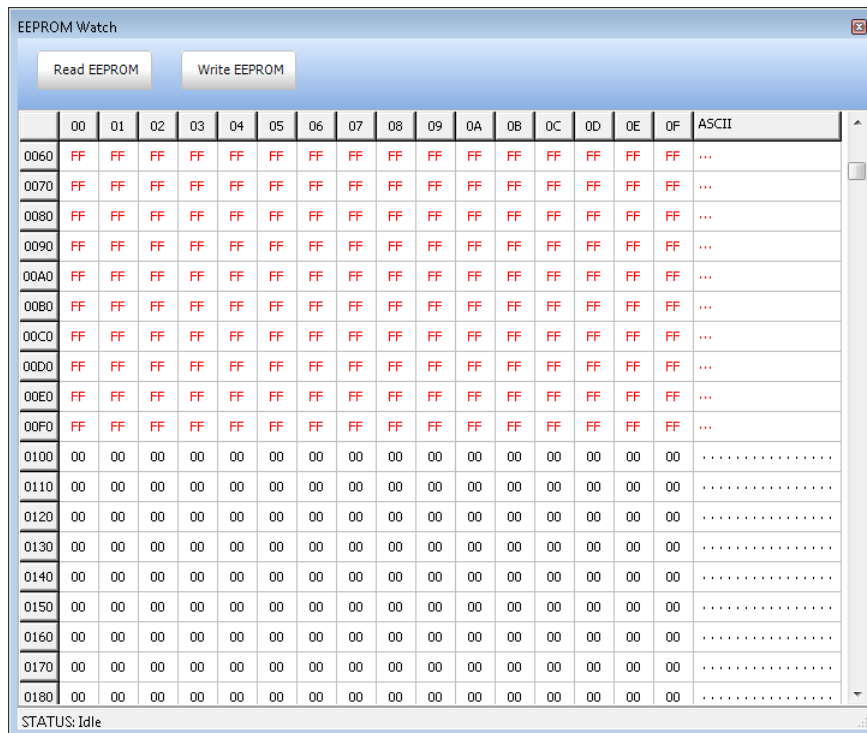 EEPROM Watch
Read EEPROM Write EEPROM
00 01 02 03 04 05 06 07 08 09 0A 0B 0C 0D 0E 0F ASCII
0060 FF FF FF FF FF FF FF FF FF FF FF FF FF FF FF FF ...
0070 FF FF FF FF FF FF FF FF FF FF FF FF FF FF FF FF ...
0080 FF FF FF FF FF FF FF FF FF FF FF FF FF FF FF FF ...
0090 FF FF FF FF FF FF FF FF FF FF FF FF FF FF FF FF ...
00A0 FF FF FF FF FF FF FF FF FF FF FF FF FF FF FF FF ...
00B0 FF FF FF FF FF FF FF FF FF FF FF FF FF FF FF FF ...
00C0 FF FF FF FF FF FF FF FF FF FF FF FF FF FF FF FF ...
00D0 FF FF FF FF FF FF FF FF FF FF FF FF FF FF FF FF ...
00E0 FF FF FF FF FF FF FF FF FF FF FF FF FF FF FF FF ...
00F0 FF FF FF FF FF FF FF FF FF FF FF FF FF FF FF FF ...
0100 00 00 00 00 00 00 00 00 00 00 00 00 00 00 00 00 ................
0110 00 00 00 00 00 00 00 00 00 00 00 00 00 00 00 00 ................
0120 00 00 00 00 00 00 00 00 00 00 00 00 00 00 00 00 ................
0130 00 00 00 00 00 00 00 00 00 00 00 00 00 00 00 00 ................
0140 00 00 00 00 00 00 00 00 00 00 00 00 00 00 00 00 ................
0150 00 00 00 00 00 00 00 00 00 00 00 00 00 00 00 00 ................
0160 00 00 00 00 00 00 00 00 00 00 00 00 00 00 00 00 ................
0170 00 00 00 00 00 00 00 00 00 00 00 00 00 00 00 00 ................
0180 00 00 00 00 00 00 00 00 00 00 00 00 00 00 00 00 ................
STATUS: Idle